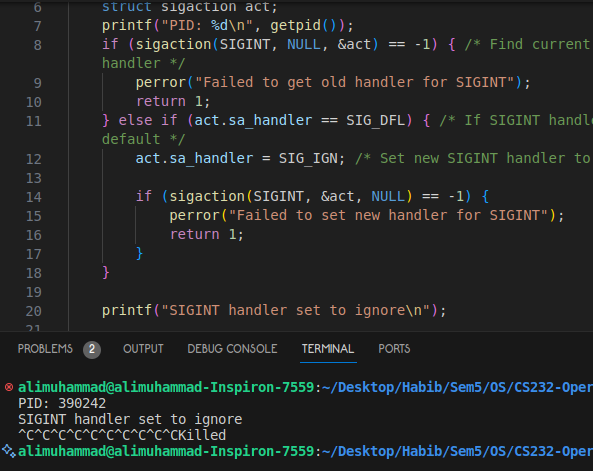 6 struct sigaction act;
7 printf("PID: %d\n", getpid());
8 if (sigaction(SIGINT, NULL, &act) == -1) { /* Find current
handler */
9 perror("Failed to get old handler for SIGINT");
10 return 1;
11 } else if (act.sa_handler == SIG_DFL) { /* If SIGINT handl
default */
12 act.sa_handler = SIG_IGN; /* Set new SIGINT handler to
13
14 if (sigaction(SIGINT, &act, NULL) == -1) {
15 perror("Failed to set new handler for SIGINT");
16 return 1;
17 }
18 }
19
20 printf("SIGINT handler set to ignore\n");
21
PROBLEMS 2 OUTPUT DEBUG CONSOLE TERMINAL PORTS
alimuhammad@alimuhammad-Inspiron-7559:~/Desktop/Habib/Sem5/OS/CS232-Oper
PID: 390242
SIGINT handler set to ignore
^C^C^C^C^C^C^C^C^C^CKilled
alimuhammad@alimuhammad-Inspiron-7559:~/Desktop/Habib/Sem5/OS/CS232-Oper